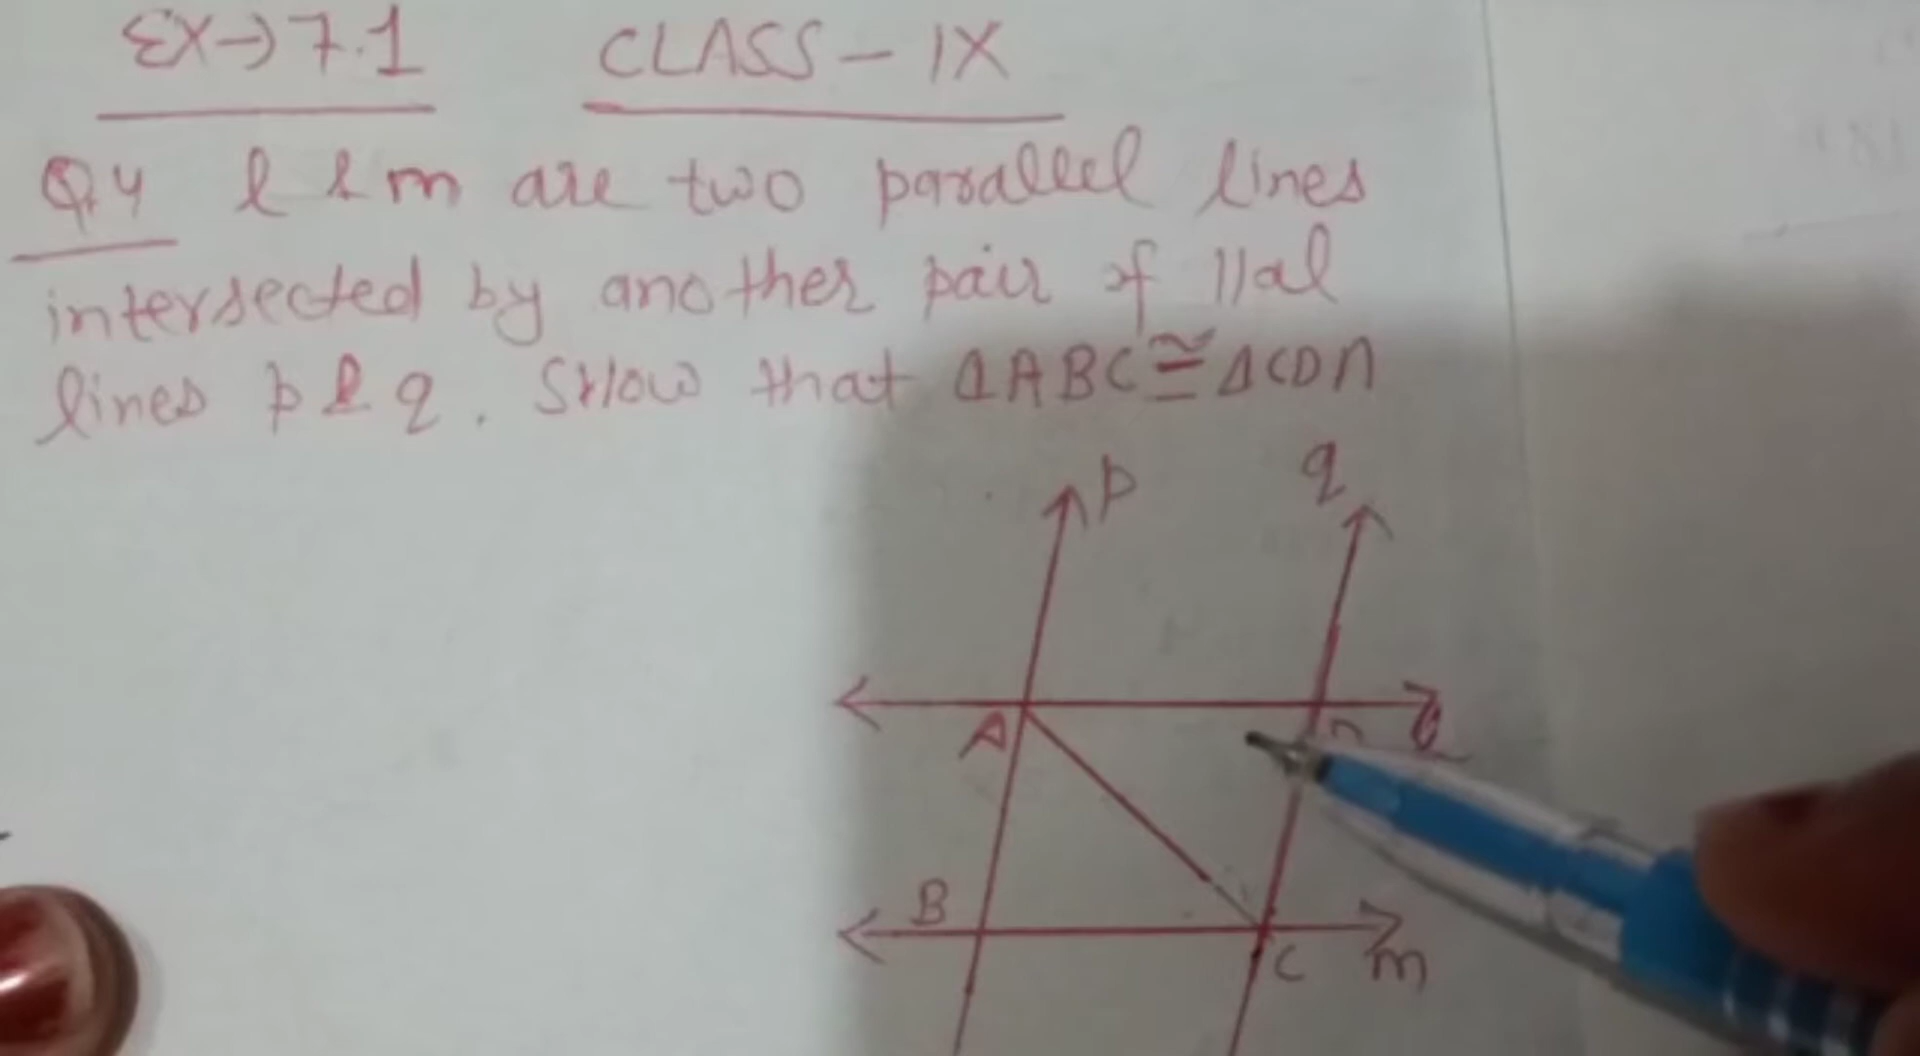 Ex→7.1 CLASS-IX
Q.4 l & m are two parallel lines
intersected by another pair of ||al
lines p & q. Show that ΔABC≅ΔCDA
p
q
A
D
l
B
C
m